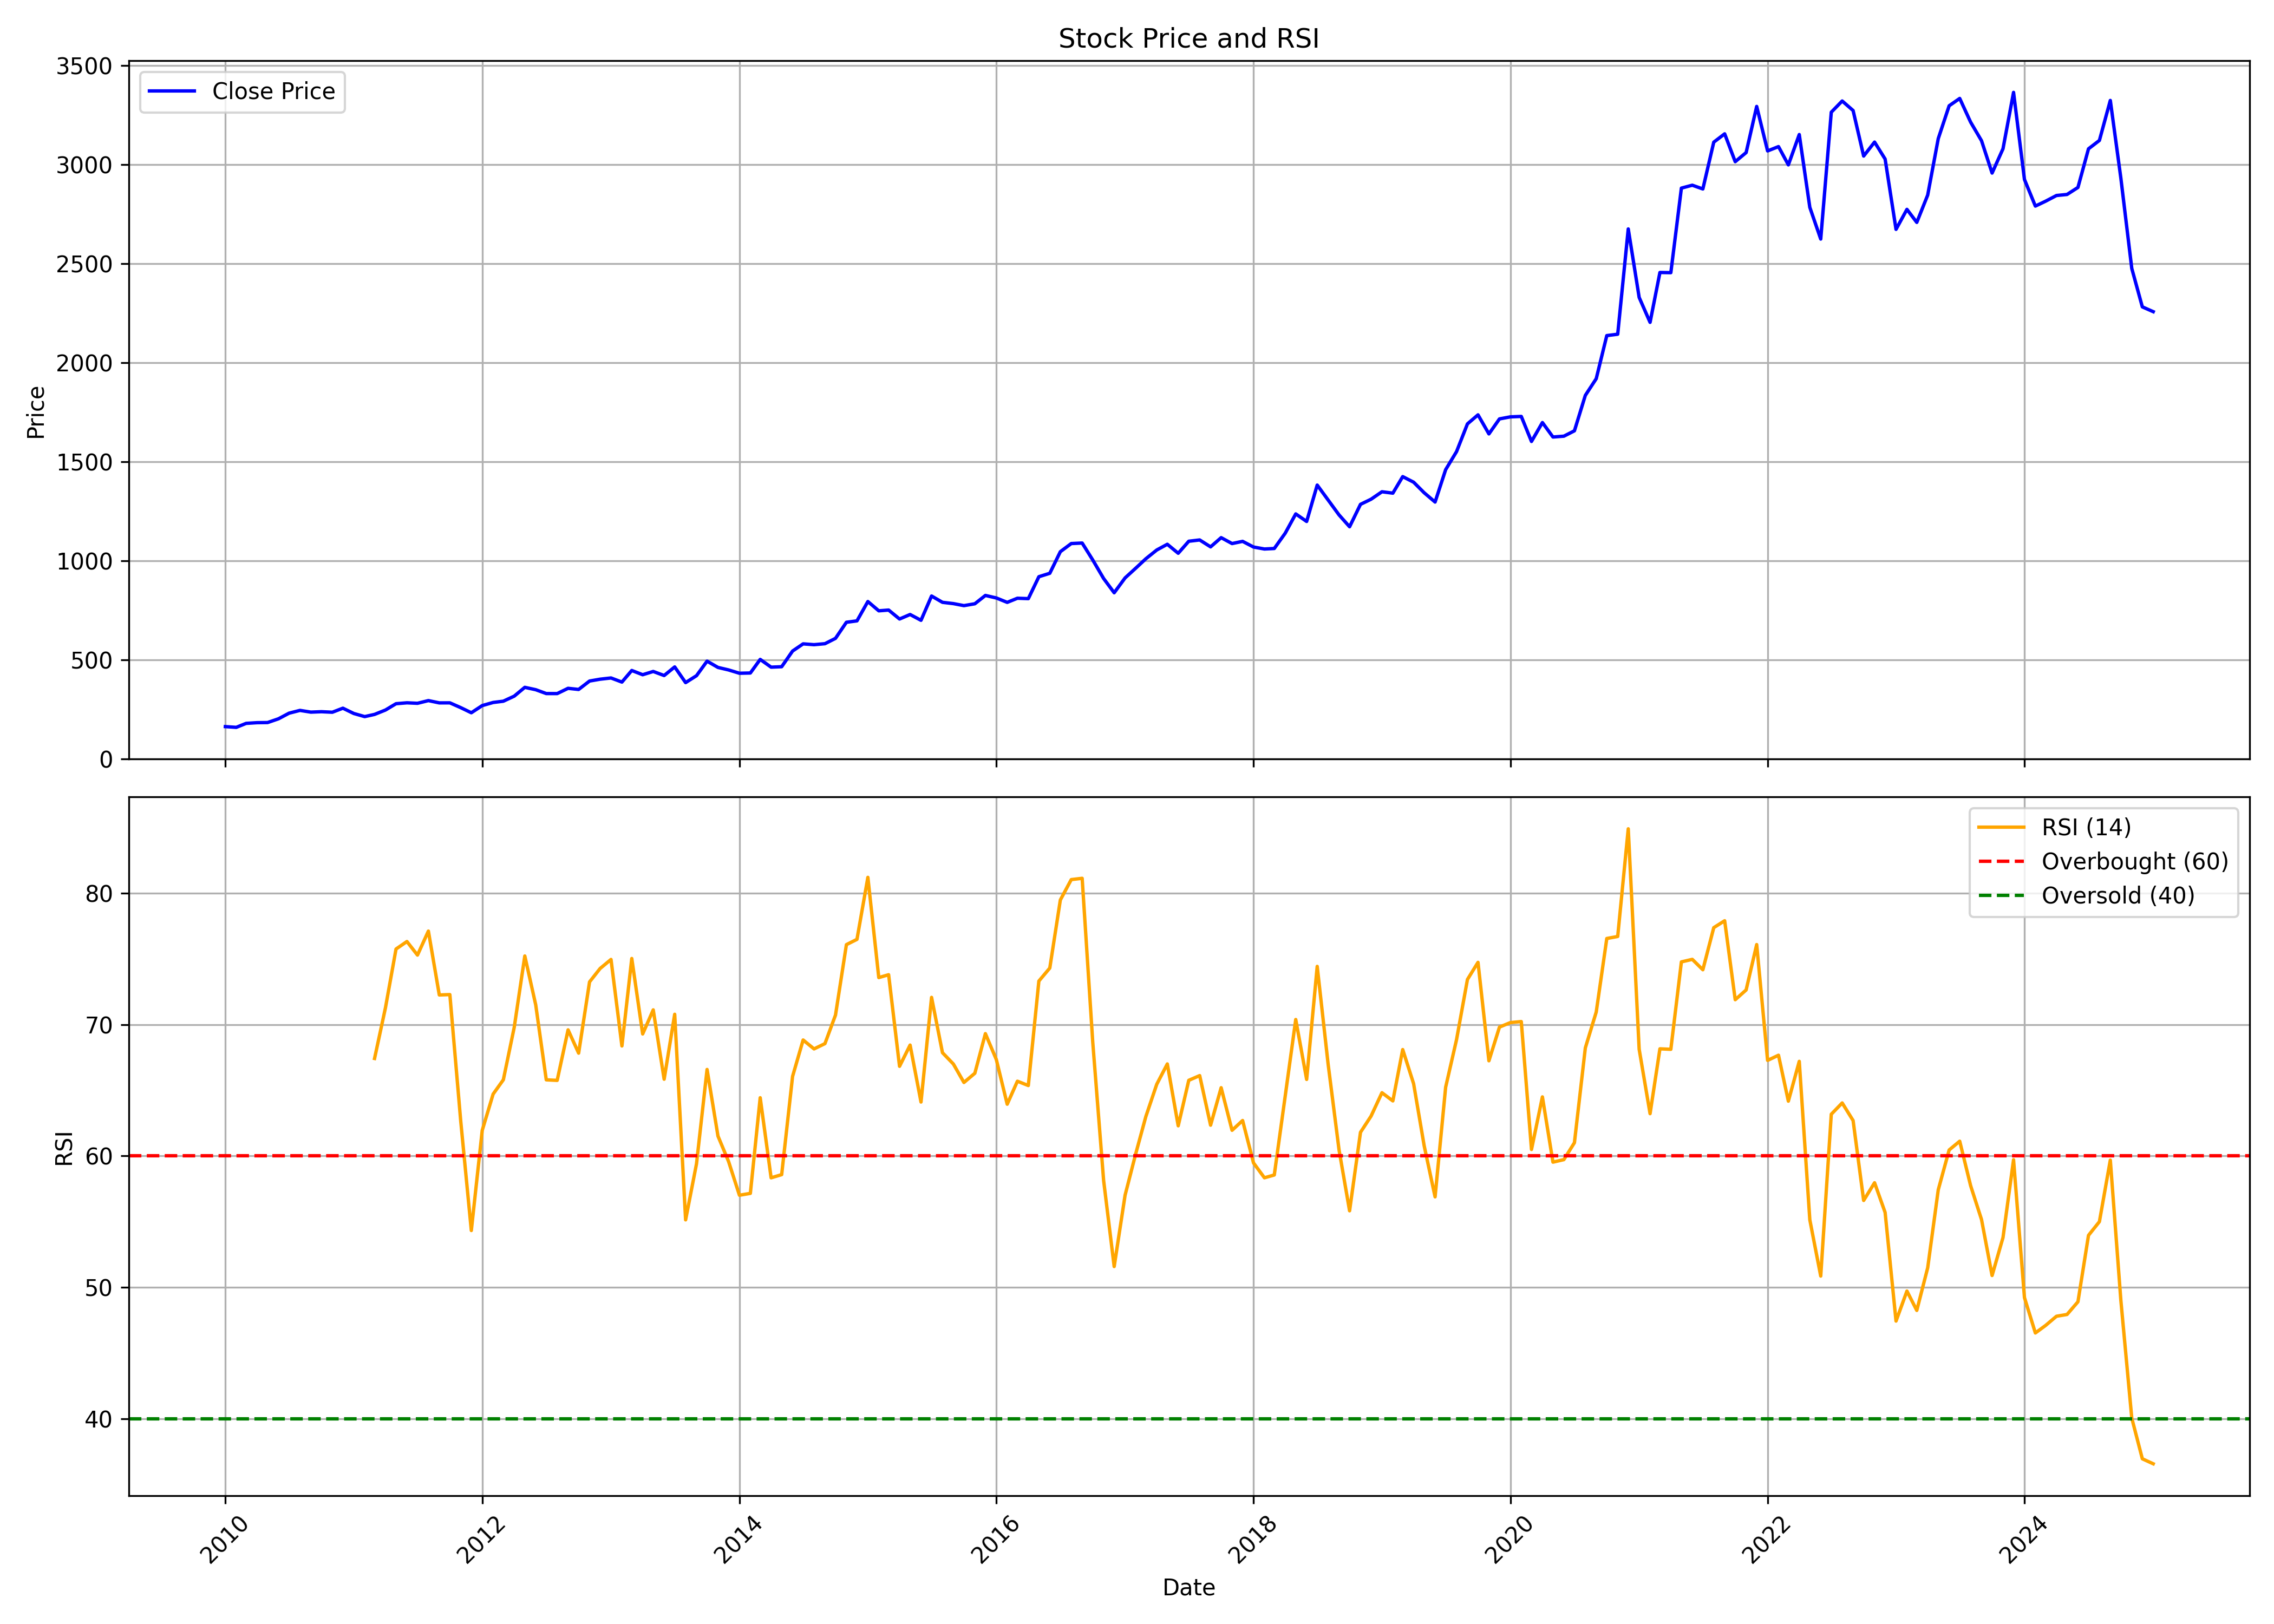 Stock Price and RSI
3500
3000
2500
2000
1500
1000
500
0
Price
Close Price
80
70
60
50
40
RSI
RSI (14)
Overbought (60)
Oversold (40)
2010
2012
2014
2016
2018
2020
2022
2024
Date